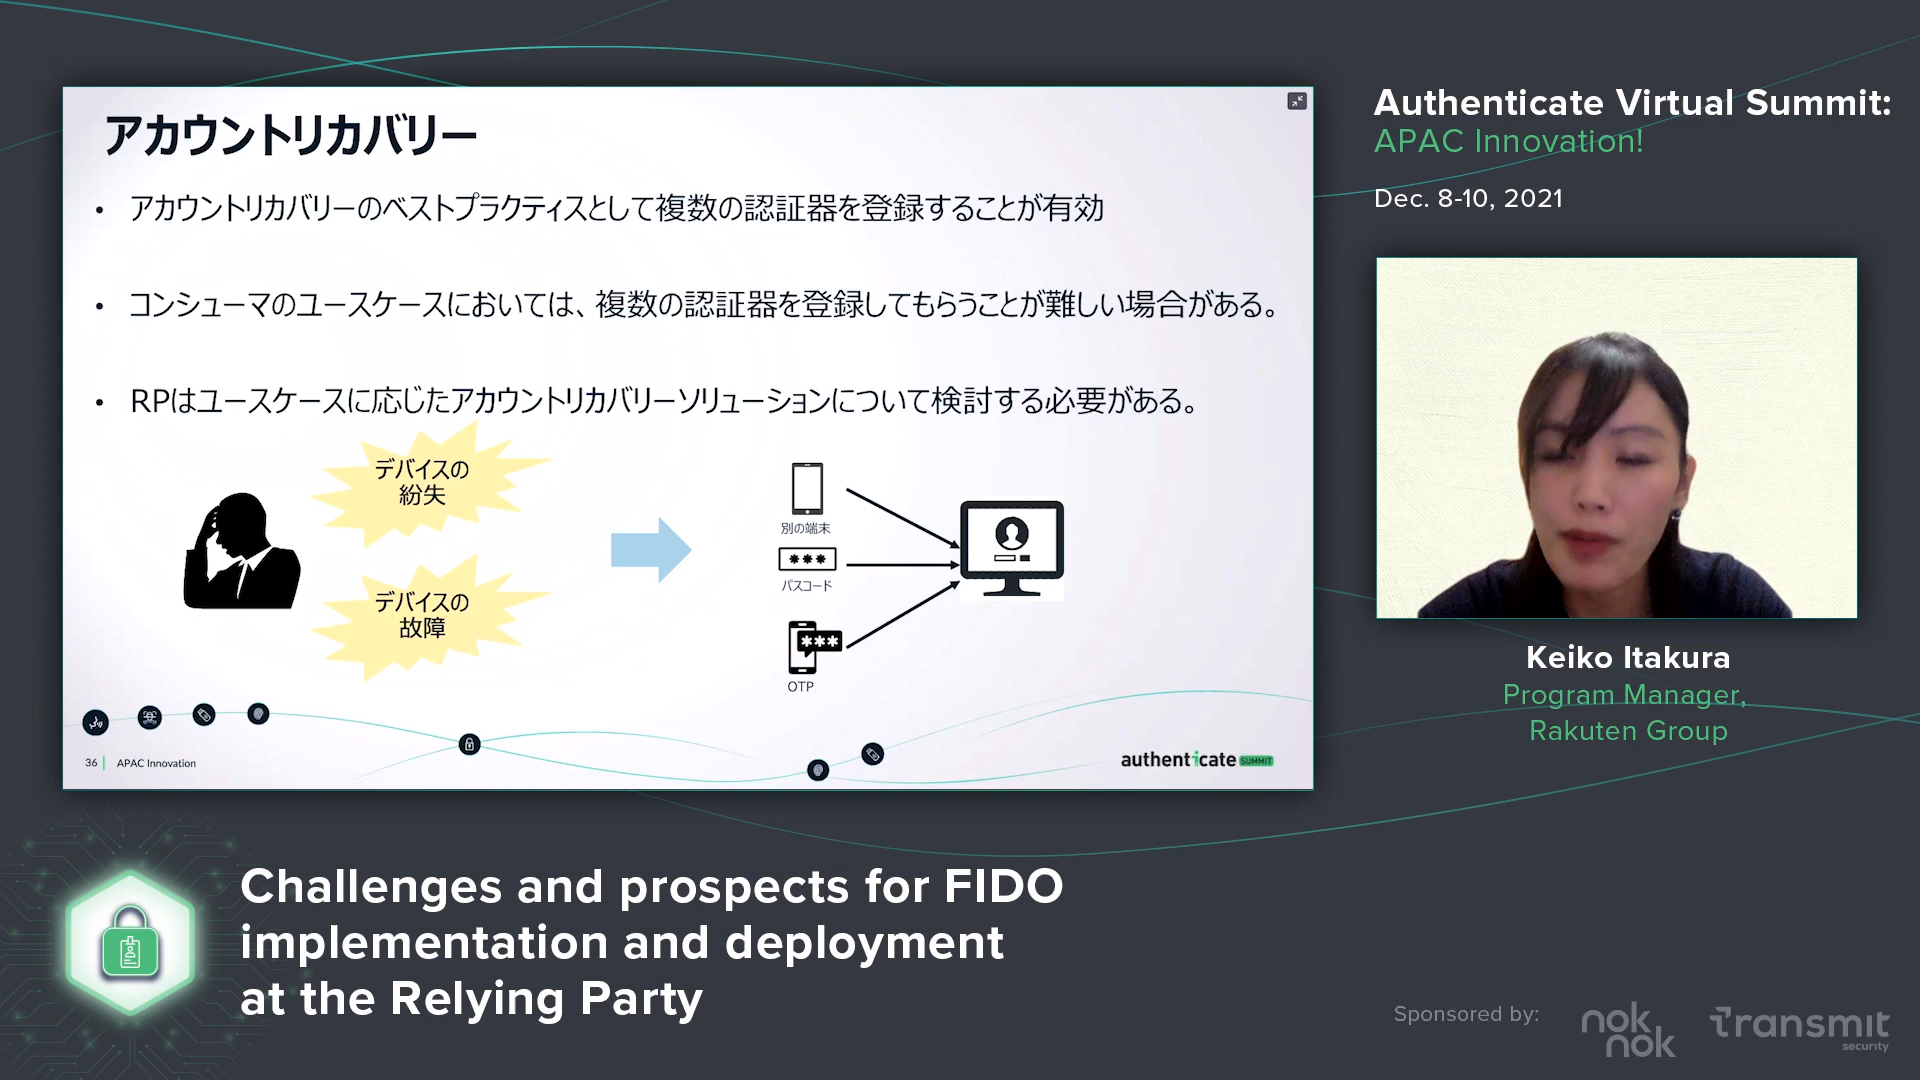 アカウントリカバリー
• アカウントリカバリーのベストプラクティスとして複数の認証器を登録することが有効
• コンシューマのユースケースにおいては、複数の認証器を登録してもらうことが難しい場合がある。
• RPはユースケースに応じたアカウントリカバリーソリューションについて検討する必要がある。
デバイスの
紛失
デバイスの
故障
別の端末
***
パスコード
***
OTP
36
APAC Innovation
authenticate SUMMIT
Authenticate Virtual Summit:
APAC Innovation!
Dec. 8-10, 2021
Keiko Itakura
Program Manager,
Rakuten Group
Challenges and prospects for FIDO
implementation and deployment
at the Relying Party
Sponsored by:
nok
nok
Transmit
security